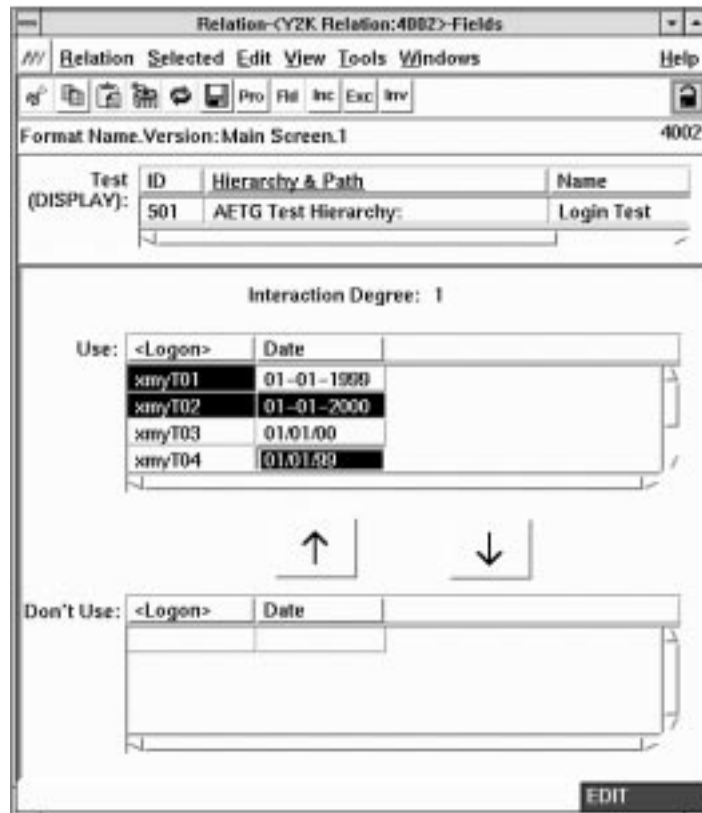 Relation-<Y2K Relation:4002>-Fields
Relation Selected Edit View Tools Windows Help
Pro Fld Inc Exc Inv
Format Name.Version:Main Screen.1 4002
Test (DISPLAY): ID Hierarchy & Path Name
501 AETG Test Hierarchy: Login Test
Interaction Degree: 1
Use: <Logon> Date
xmyT01 01-01-1999
xmyT02 01-01-2000
xmyT03 01/01/00
xmyT04 01/01/99
Don't Use: <Logon> Date
EDIT